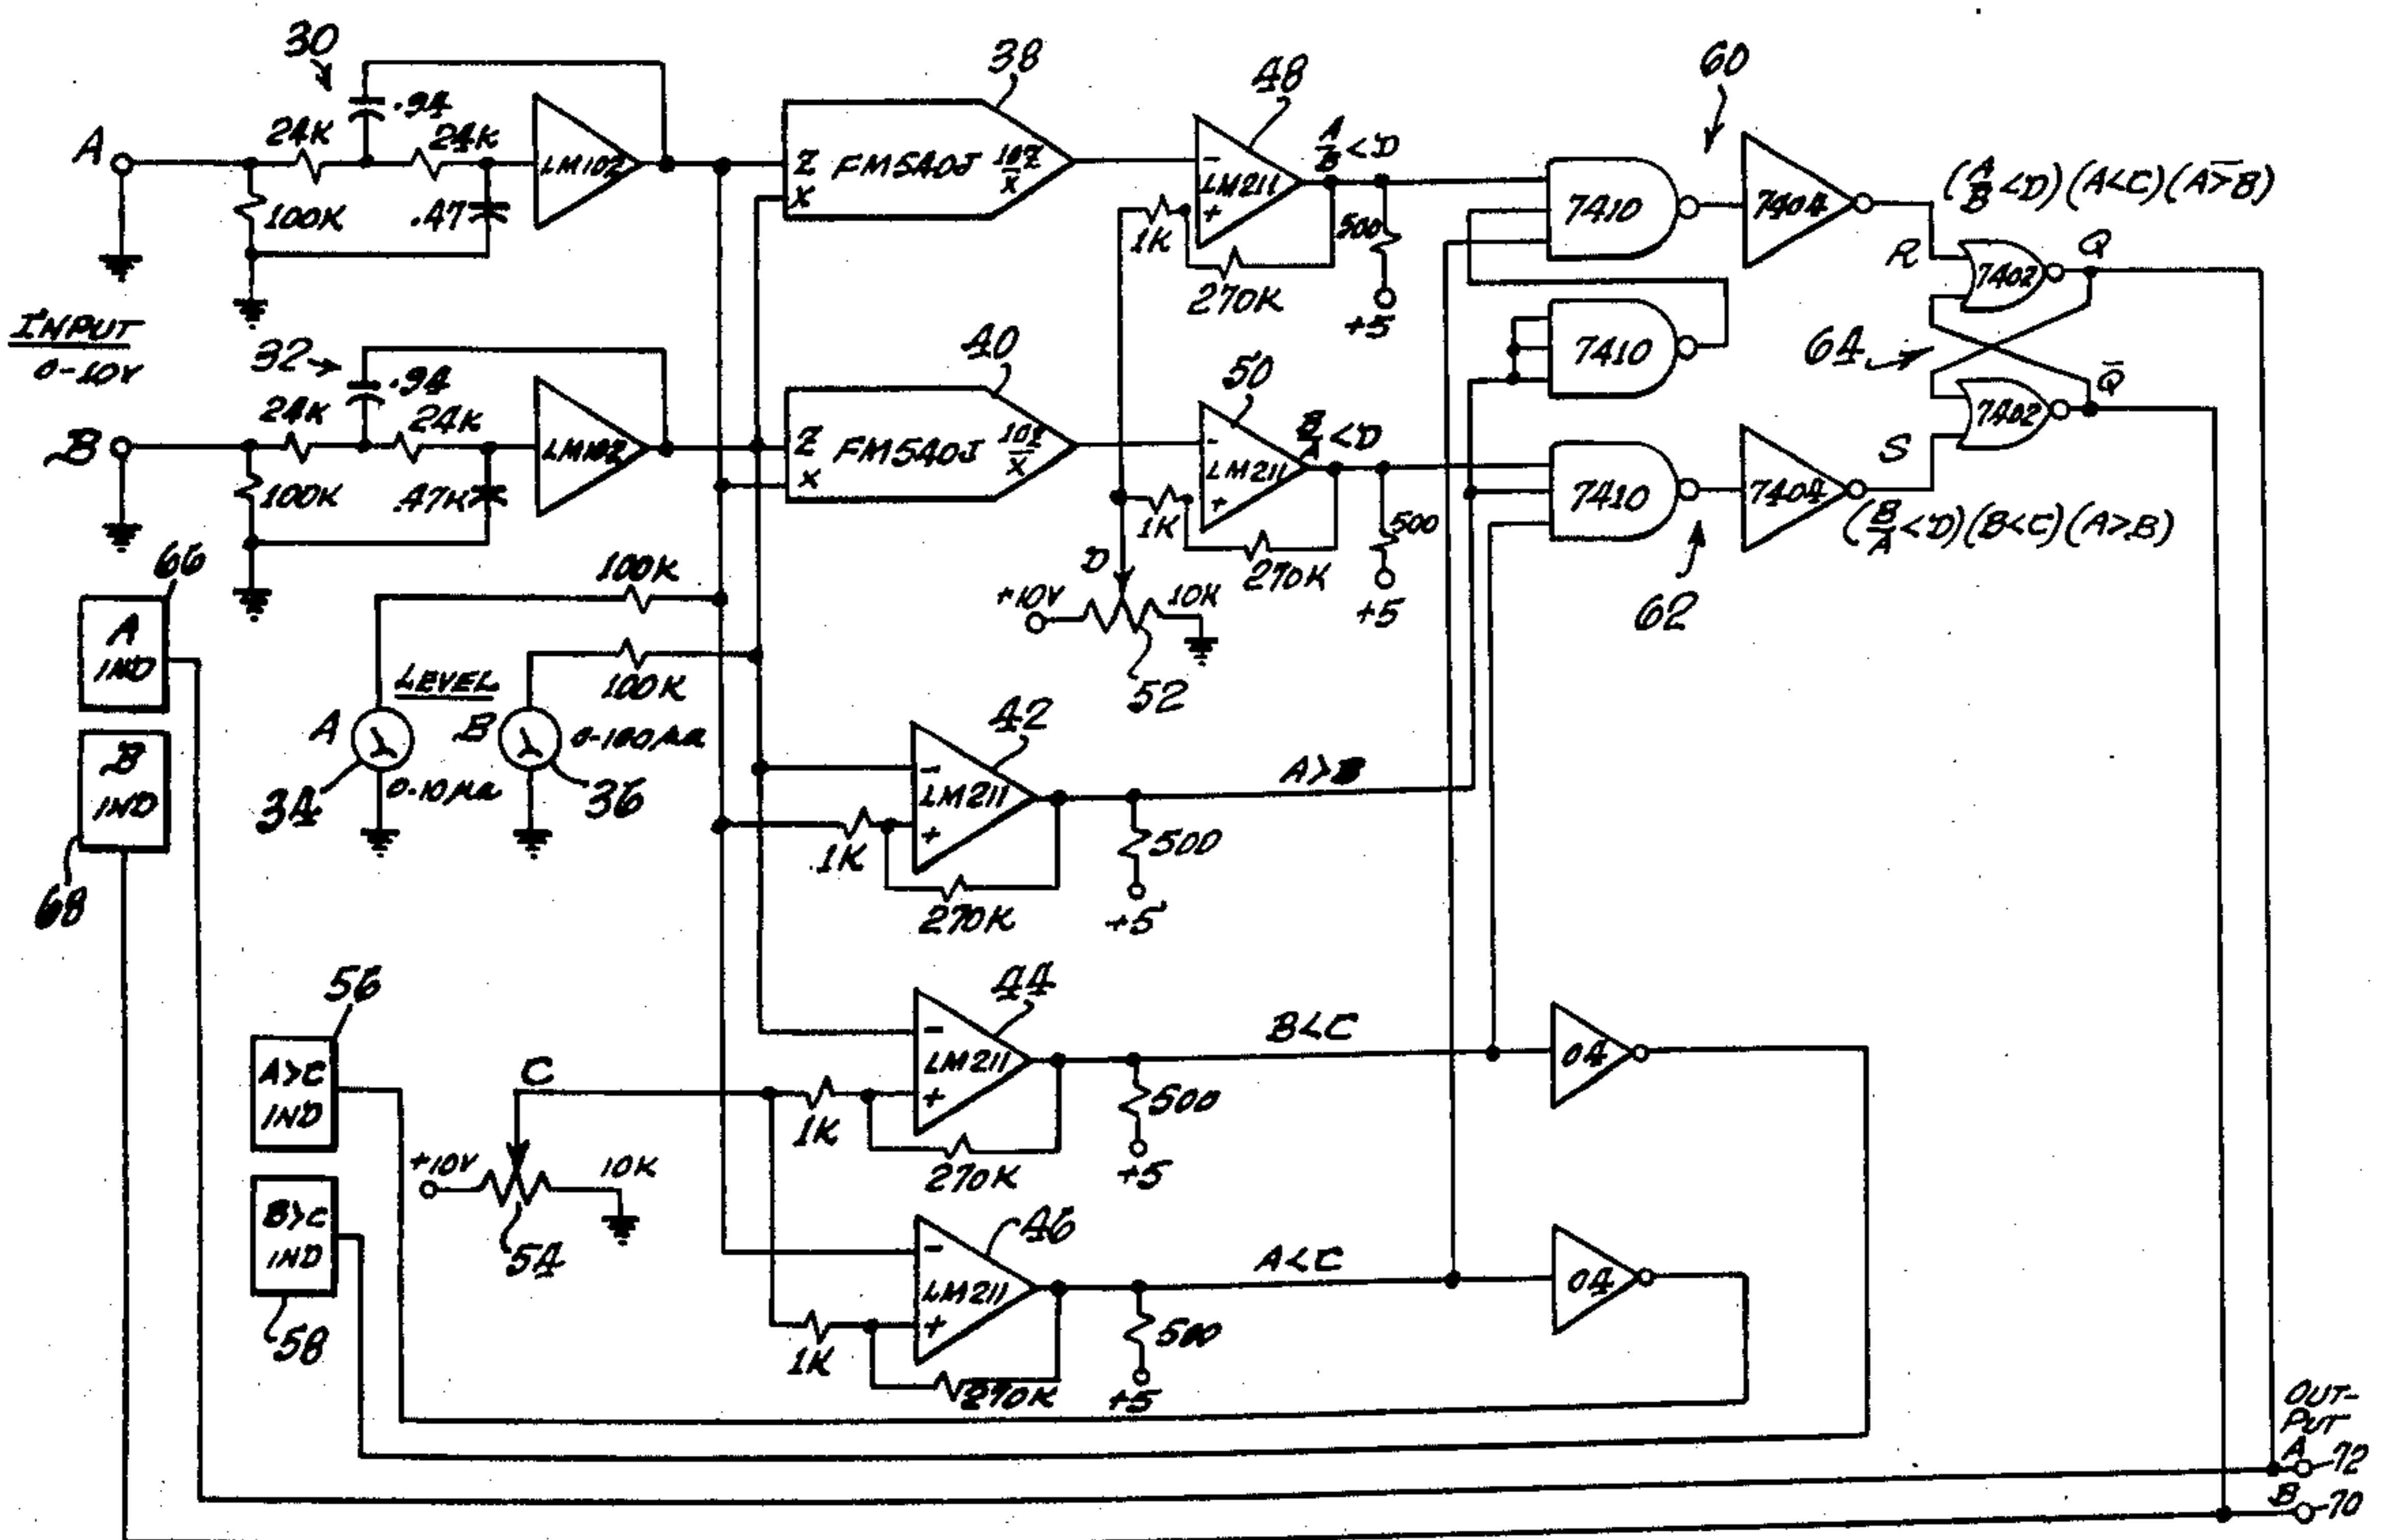 30
A
24K
.94
24K
LM102
100K
.47
INPUT
0-10V
38
Z
X
FM540J
10Z
X
48
-
LM211
+
A
B <D
1K
270K
500
+5
60
7410
7404
(A/B <D)(A<C)(A>B)
R
7402
Q
7410
64
32
B
24K
.94
24K
LM102
100K
.47K
40
Z
X
FM540J
10Z
X
50
-
LM211
+
B
A <D
1K
270K
500
+5
D
+10V
10K
52
7410
7404
62
(B/A <D)(B<C)(A>B)
S
7402
Q̄
66
A
IND
B
IND
68
100K
100K
LEVEL
A
B
0-100µa
34
0-10µa
36
42
-
LM211
+
.1K
270K
A>B
500
+5
56
A>C
IND
B>C
IND
58
C
+10V
10K
54
44
-
LM211
+
1K
270K
B<C
500
+5
04
46
-
LM211
+
1K
270K
A<C
500
+5
04
OUT-
PUT
A 72
B 70